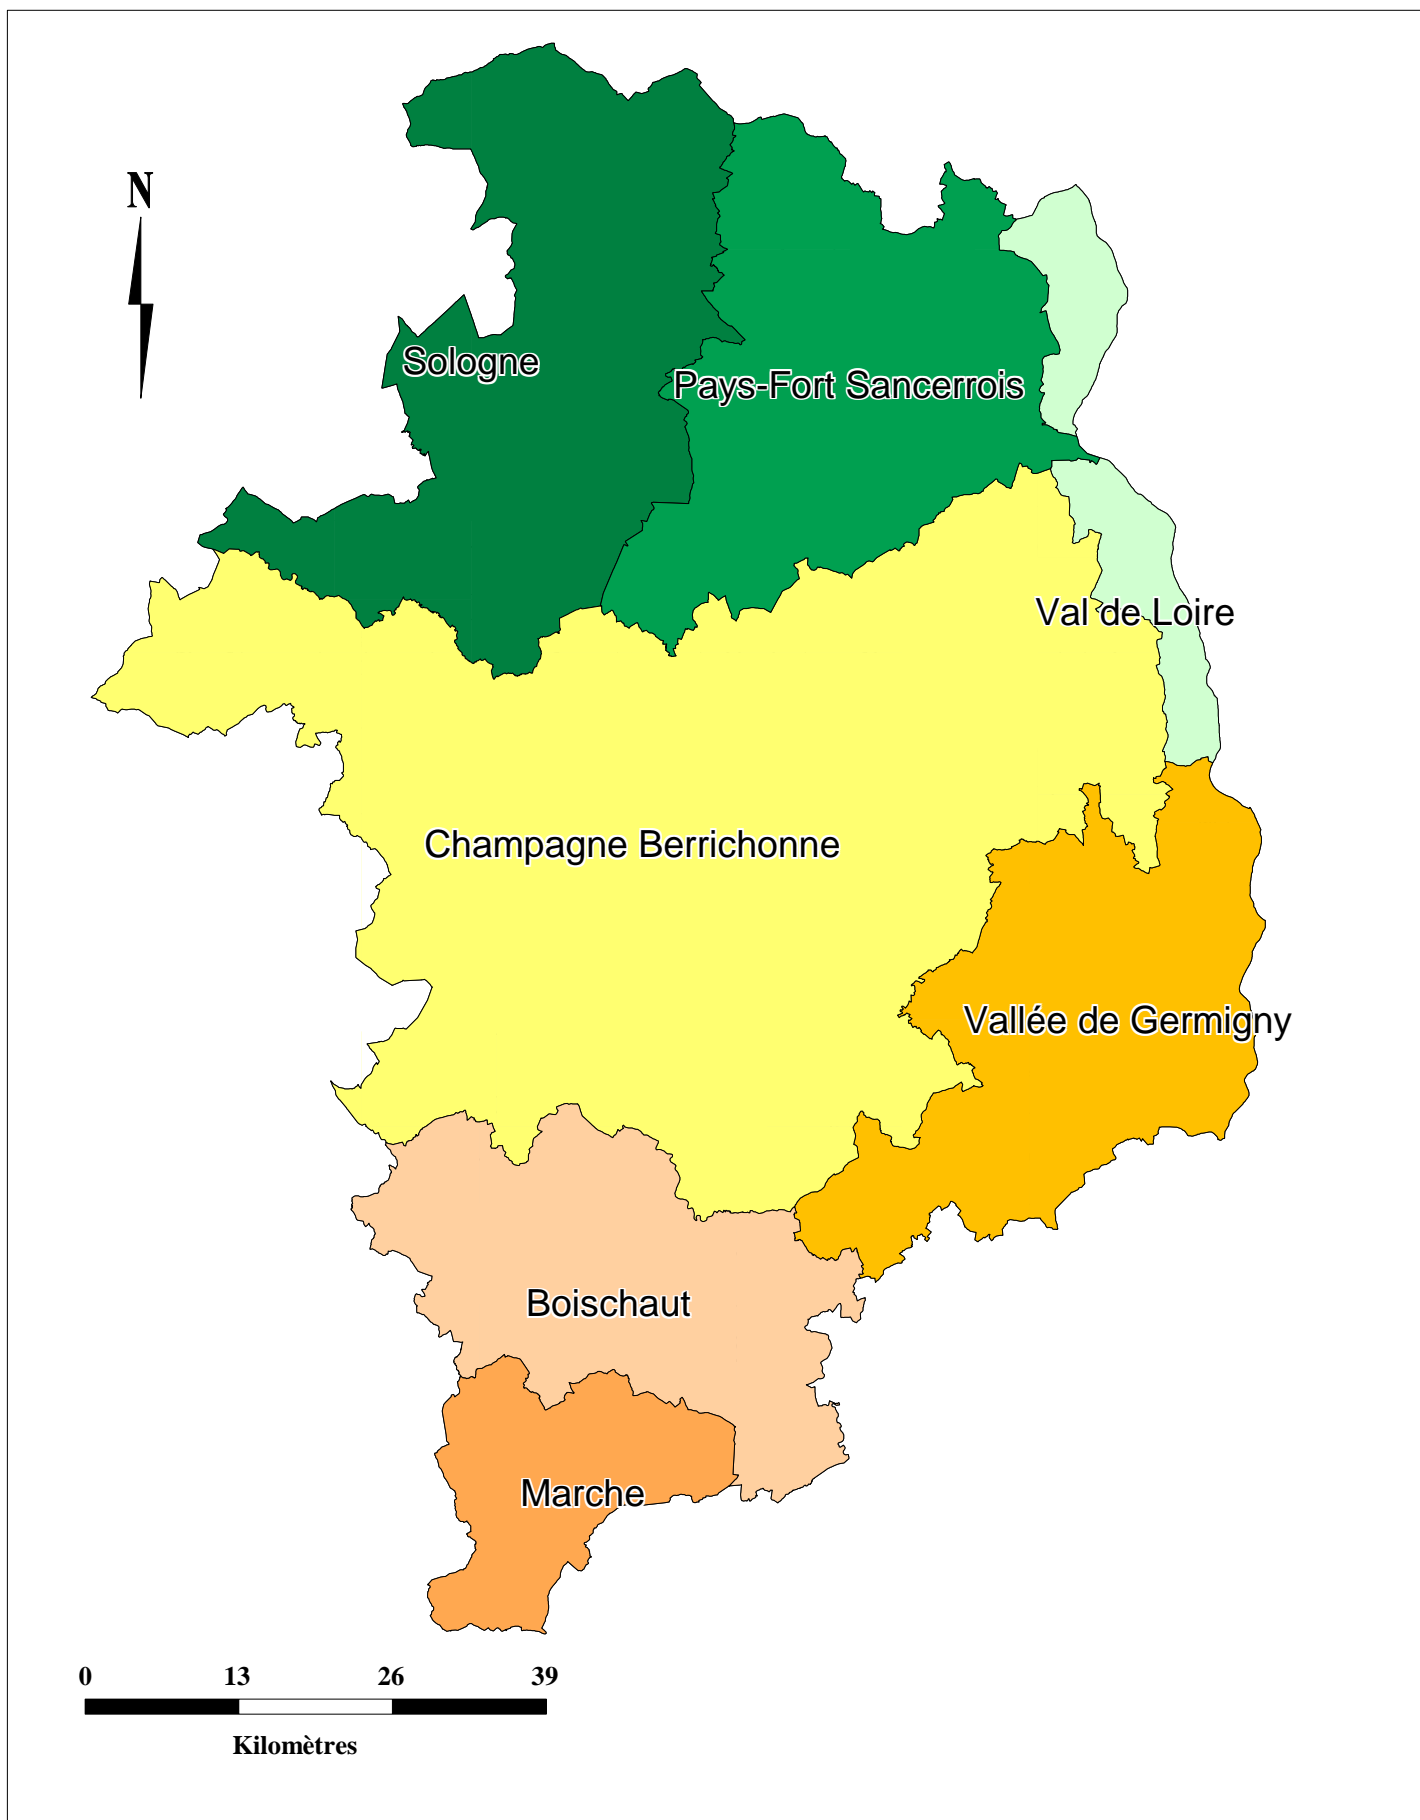 N
Sologne
Pays-Fort Sancerrois
Val de Loire
Champagne Berrichonne
Vallée de Germigny
Boischaut
Marche
0 13 26 39
Kilomètres